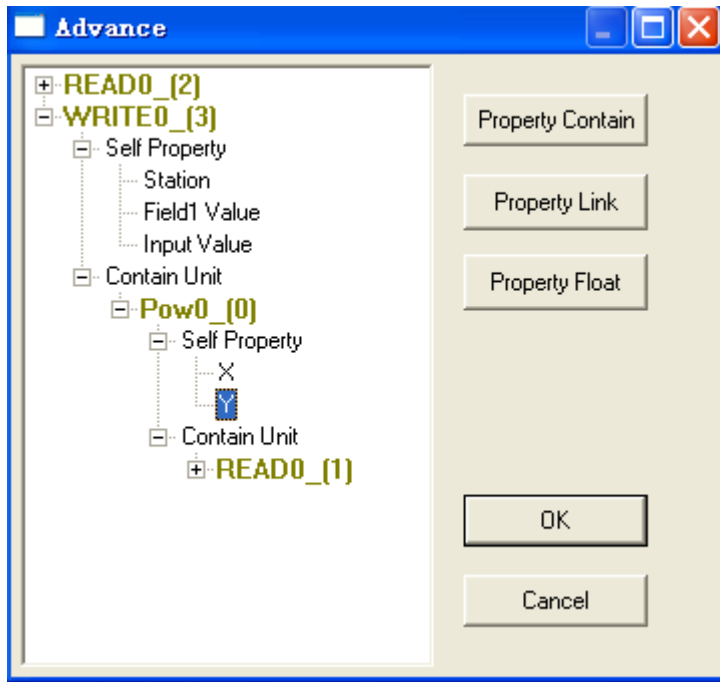 Advance
READ0_(2)
WRITE0_(3)
Self Property
Station
Field1 Value
Input Value
Contain Unit
Pow0_(0)
Self Property
X
Y
Contain Unit
READ0_(1)
Property Contain
Property Link
Property Float
OK
Cancel